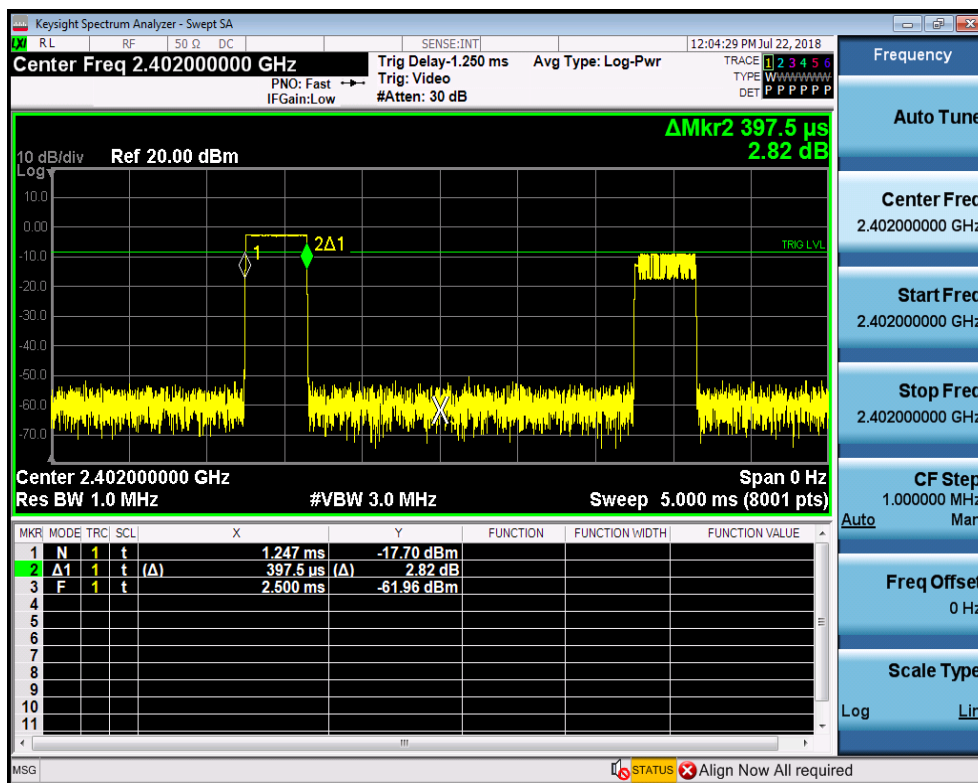 Keysight Spectrum Analyzer - Swept SA
LXI RL RF 50 Ω DC SENSE:INT 12:04:29 PM Jul 22, 2018
Center Freq 2.402000000 GHz
PNO: Fast
IFGain:Low
Trig Delay-1.250 ms
Trig: Video
#Atten: 30 dB
Avg Type: Log-Pwr
TRACE 1 2 3 4 5 6
TYPE WWWWWW
DET P P P P P P
ΔMkr2 397.5 µs
2.82 dB
10 dB/div Ref 20.00 dBm
Log
10.0
0.00
-10.0
-20.0
-30.0
-40.0
-50.0
-60.0
-70.0
1
2Δ1
TRIG LVL
X
Center 2.402000000 GHz Span 0 Hz
Res BW 1.0 MHz #VBW 3.0 MHz Sweep 5.000 ms (8001 pts)
MKR MODE TRC SCL X Y FUNCTION FUNCTION WIDTH FUNCTION VALUE
1 N 1 t 1.247 ms -17.70 dBm
2 Δ1 1 t (Δ) 397.5 µs (Δ) 2.82 dB
3 F 1 t 2.500 ms -61.96 dBm
4
5
6
7
8
9
10
11
MSG STATUS Align Now All required
Frequency
Auto Tune
Center Freq
2.402000000 GHz
Start Freq
2.402000000 GHz
Stop Freq
2.402000000 GHz
CF Step
1.000000 MHz
Auto Man
Freq Offset
0 Hz
Scale Type
Log Lin